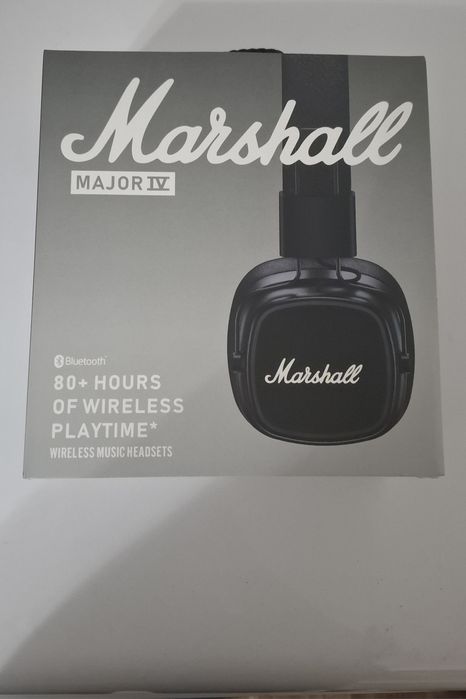 Marshall
MAJOR IV
Marshall
Bluetooth
80+ HOURS
OF WIRELESS
PLAYTIME*
WIRELESS MUSIC HEADSETS